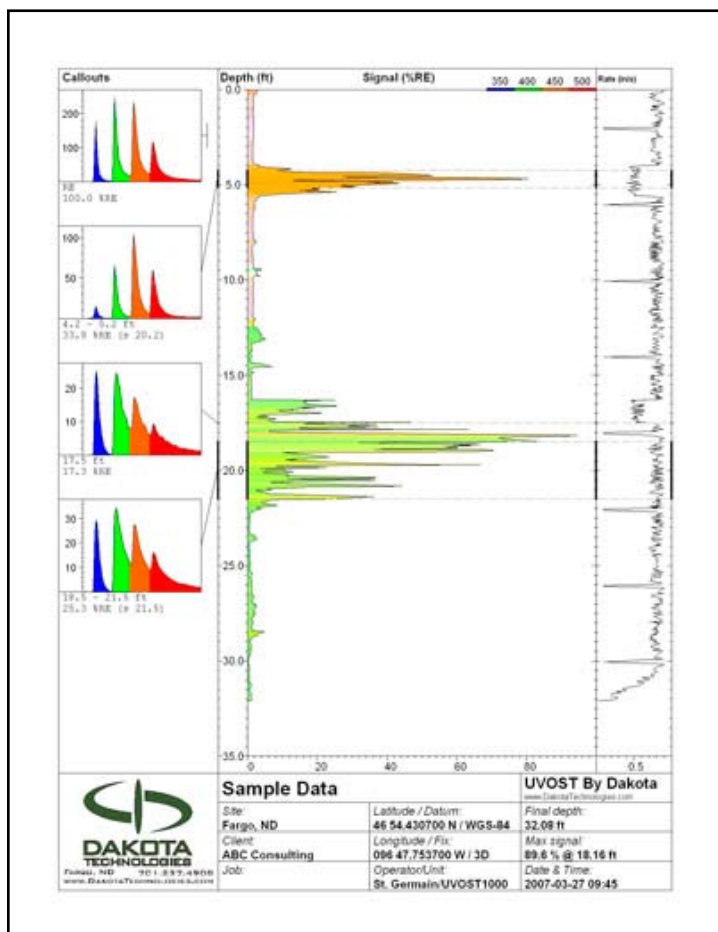 Callouts
Depth (ft)
Signal (%RE)
350 400 450 500
Rate (in/s)
200
100
RE
100.0 %RE
100
50
4.2 - 5.2 ft
33.8 %RE (σ 20.2)
20
10
17.5 ft
17.3 %RE
30
20
10
18.5 - 21.5 ft
25.3 %RE (σ 21.5)
0.0
5.0
10.0
15.0
20.0
25.0
30.0
35.0
0 20 40 60 80
0.5
DAKOTA
TECHNOLOGIES
Fargo, ND 701.237.4908
www.DakotaTechnologies.com
Sample Data
UVOST By Dakota
www.DakotaTechnologies.com
Site:
Fargo, ND
Latitude / Datum:
46 54.430700 N / WGS-84
Final depth:
32.08 ft
Client:
ABC Consulting
Longitude / Fix:
096 47.753700 W / 3D
Max signal:
89.6 % @ 18.16 ft
Job:
Operator/Unit:
St. Germain/UVOST1000
Date & Time:
2007-03-27 09:45